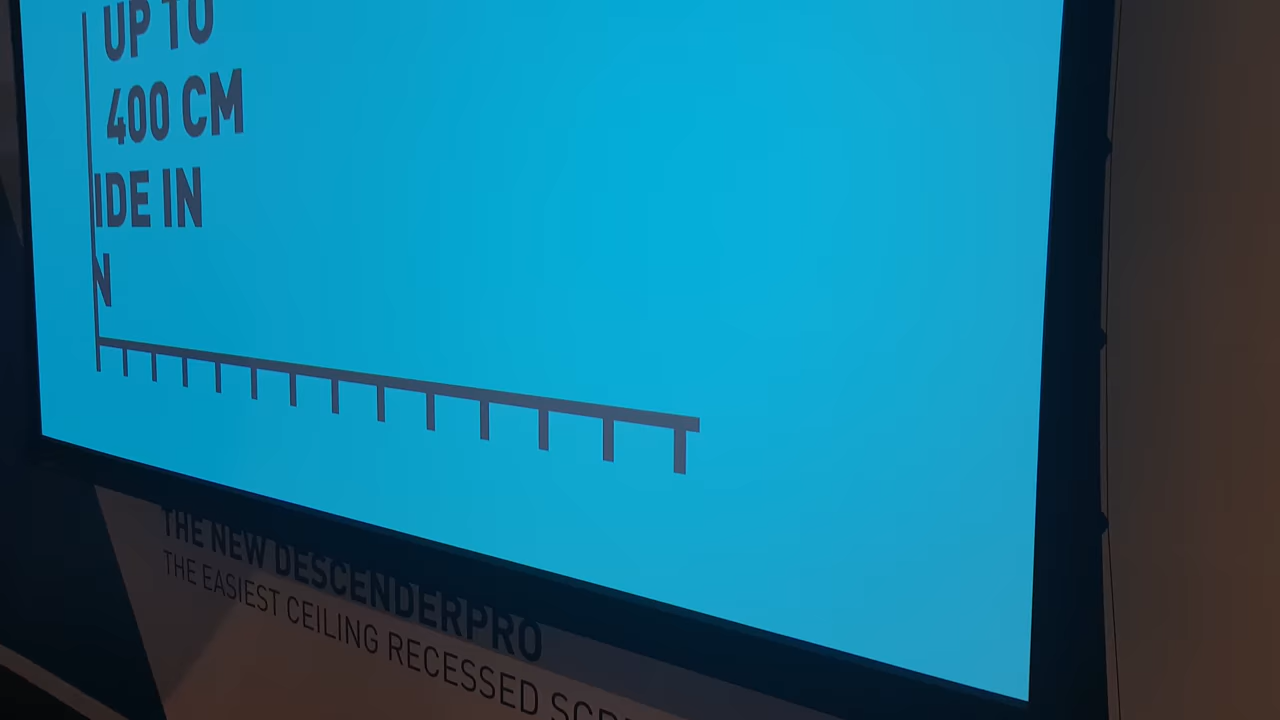 UP TO
400 CM
IDE IN
N
THE NEW DESCENDERPRO
THE EASIEST CEILING RECESSED